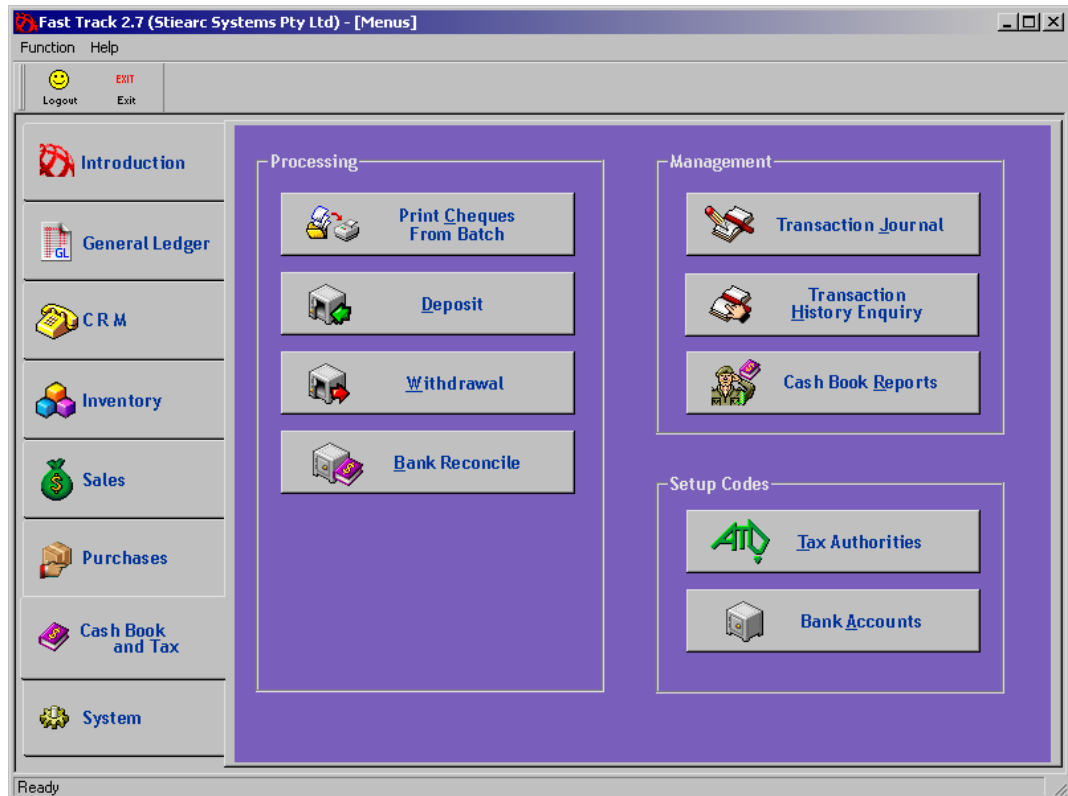 Fast Track 2.7 (Stiearc Systems Pty Ltd) - [Menus]
Function Help
EXIT
Logout Exit
Introduction
General Ledger
GL
C R M
Inventory
Sales
$
Purchases
Cash Book
and Tax
System
Processing
Print Cheques
From Batch
Deposit
Withdrawal
Bank Reconcile
Management
Transaction Journal
Transaction
History Enquiry
Cash Book Reports
Setup Codes
ATO
Tax Authorities
Bank Accounts
Ready